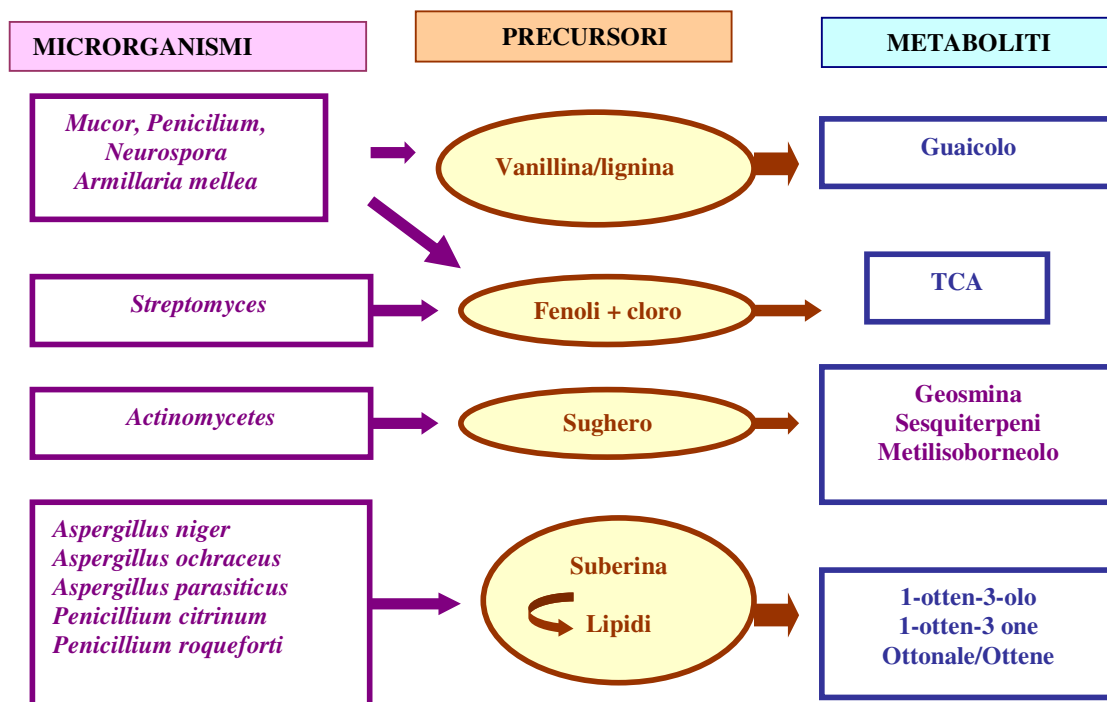 MICRORGANISMI
PRECURSORI
METABOLITI
Mucor, Penicilium,
Neurospora
Armillaria mellea
Vanillina/lignina
Guaicolo
Streptomyces
Fenoli + cloro
TCA
Actinomycetes
Sughero
Geosmina
Sesquiterpeni
Metilisoborneolo
Aspergillus niger
Aspergillus ochraceus
Aspergillus parasiticus
Penicillium citrinum
Penicillium roqueforti
Suberina
Lipidi
1-otten-3-olo
1-otten-3 one
Ottonale/Ottene